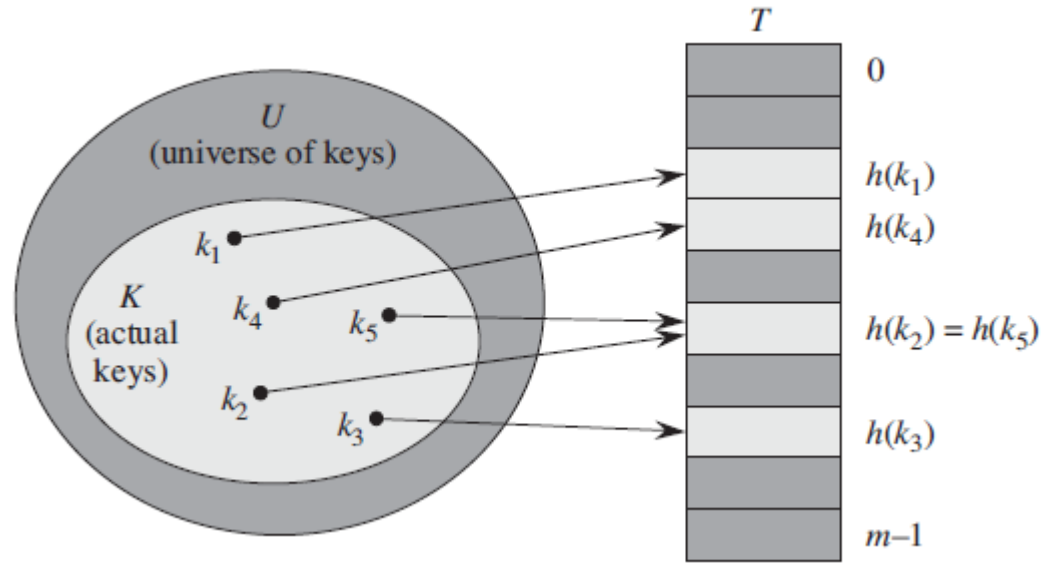 T
0
U
(universe of keys)
h(k₁)
k₁
h(k₄)
K
(actual
keys)
k₄
k₅
h(k₂) = h(k₅)
k₂
k₃
h(k₃)
m–1